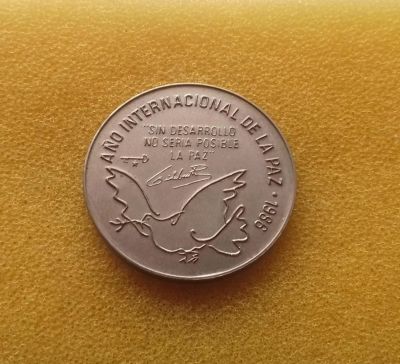 AÑO INTERNACIONAL DE LA PAZ · 1986
"SIN DESARROLLO
NO SERIA POSIBLE
LA PAZ"